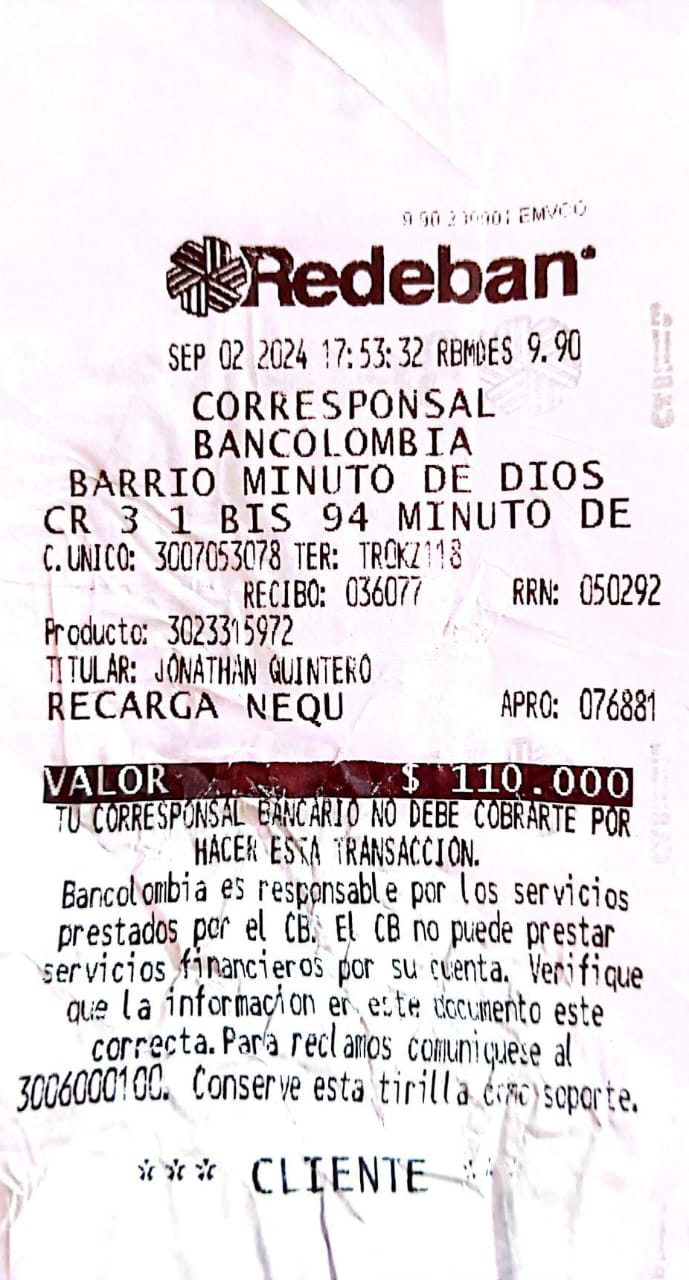 9.90 230901 EMVCO
Redeban
SEP 02 2024 17:53:32 RBMDES 9.90
CORRESPONSAL
BANCOLOMBIA
BARRIO MINUTO DE DIOS
CR 3 1 BIS 94 MINUTO DE
C.UNICO: 3007053078 TER: TROKZ118
RECIBO: 036077 RRN: 050292
Producto: 3023315972
TITULAR: JONATHAN QUINTERO
RECARGA NEQU APRO: 076881
VALOR $ 110.000
TU CORRESPONSAL BANCARIO NO DEBE COBRARTE POR
HACER ESTA TRANSACCION.
Bancolombia es responsable por los servicios
prestados por el CB. El CB no puede prestar
servicios financieros por su cuenta. Verifique
que la informacion en este documento este
correcta. Para reclamos comuniquese al
3006000100. Conserve esta tirilla como soporte.
*** CLIENTE ***